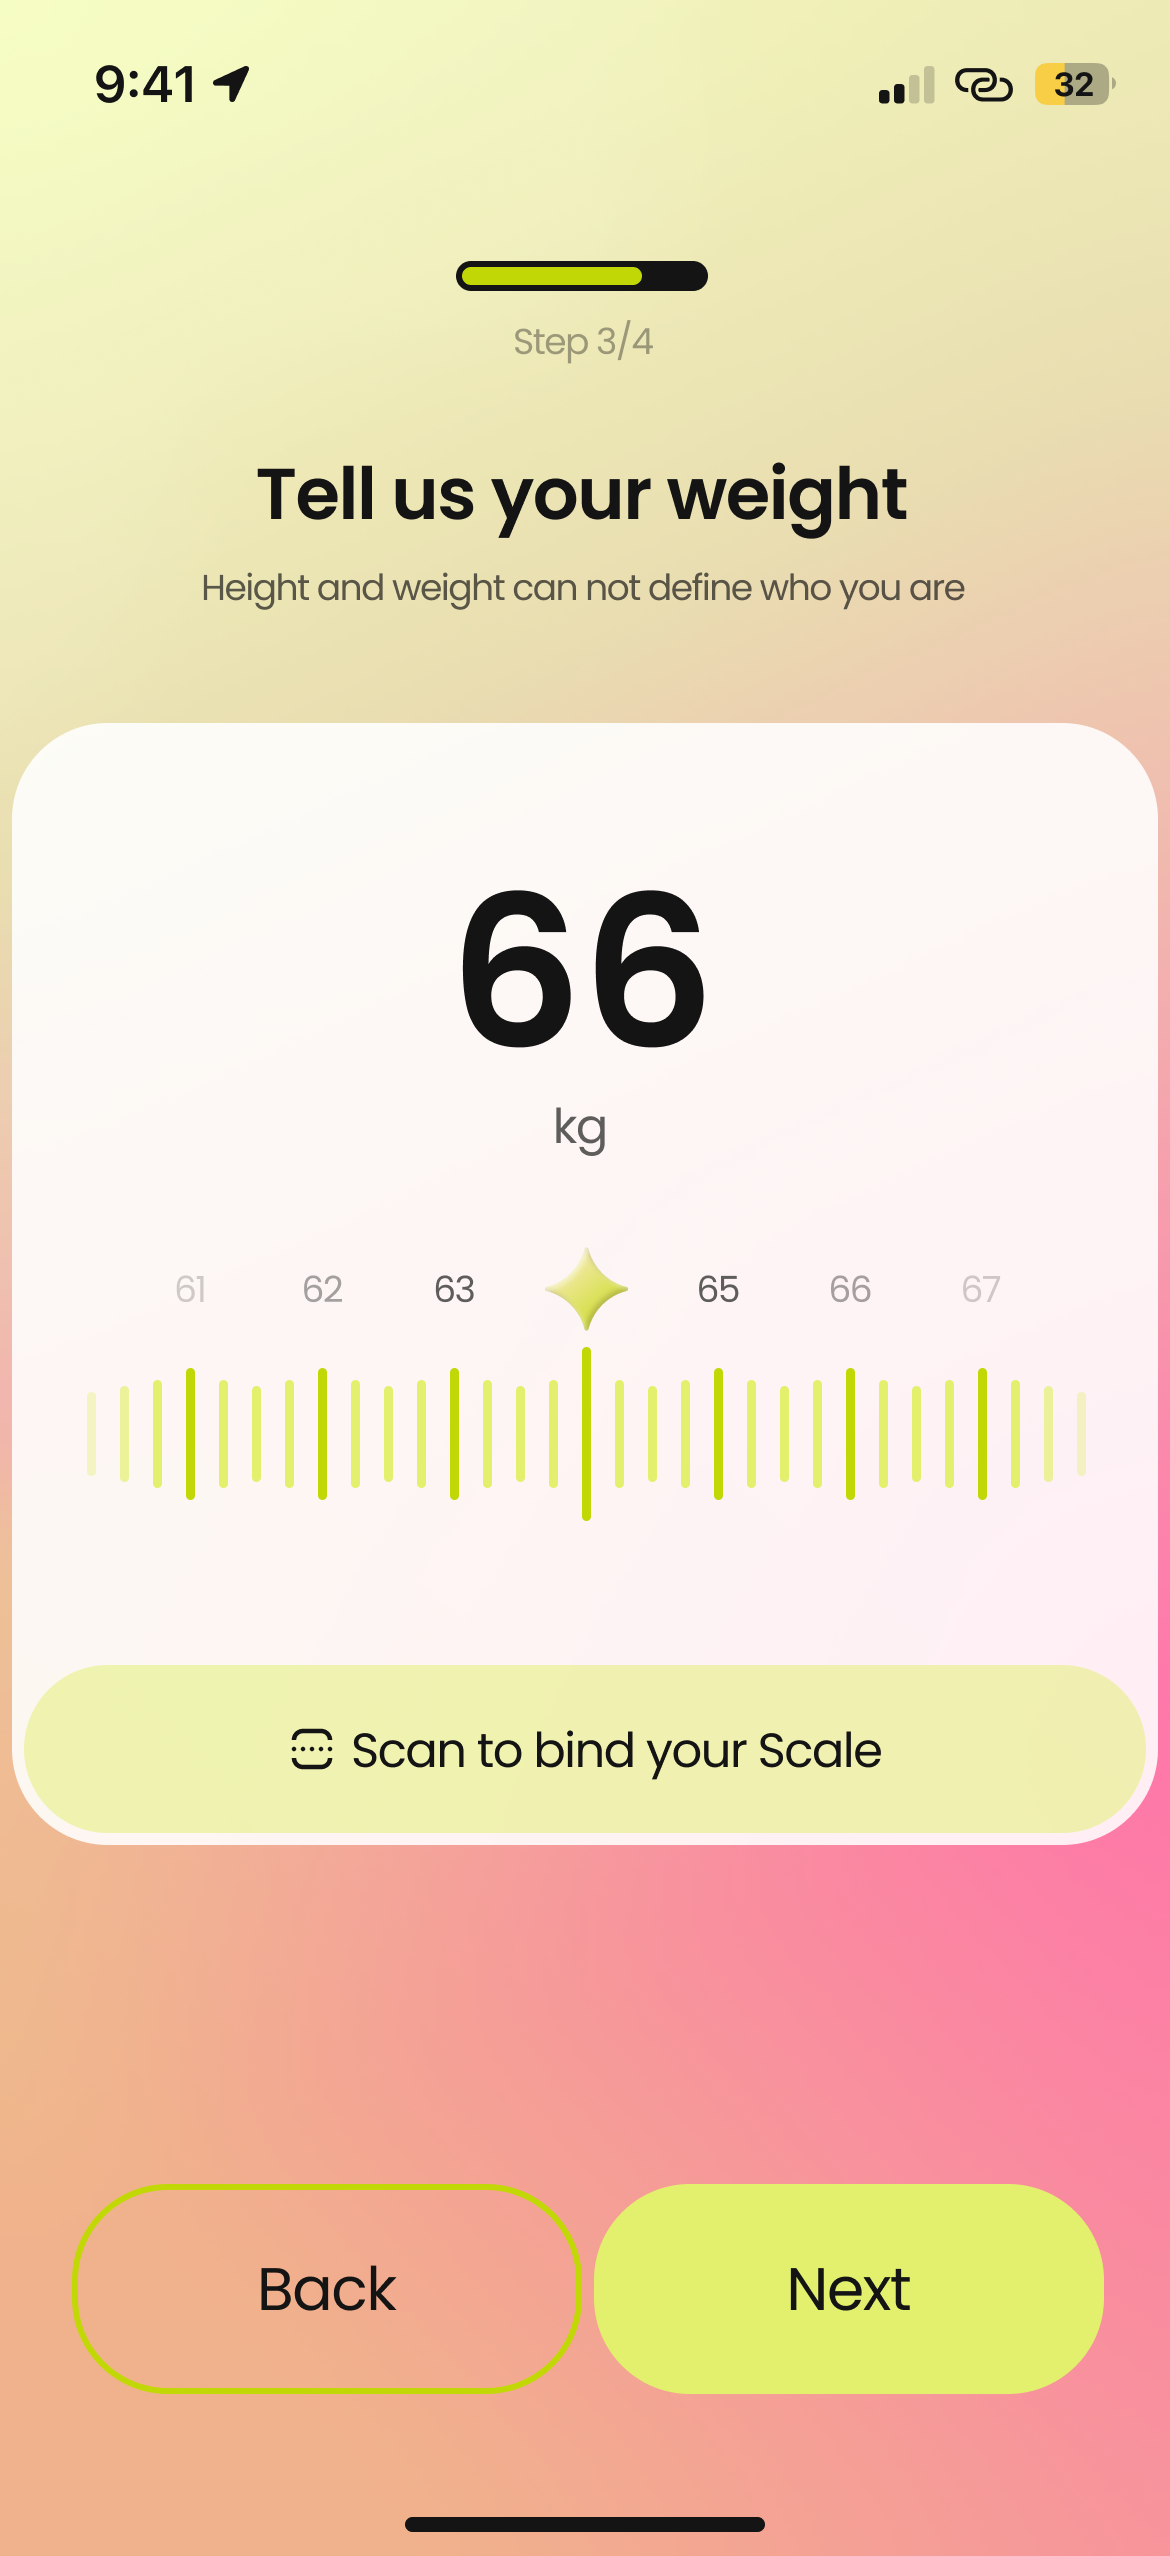 9:41
32
Step 3/4
Tell us your weight
Height and weight can not define who you are
66
kg
61 62 63 65 66 67
Scan to bind your Scale
Back Next